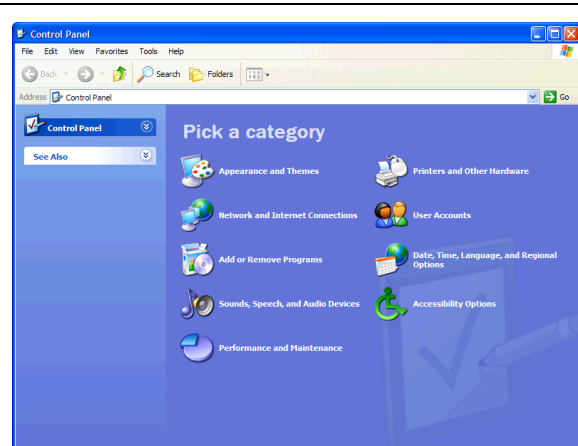 Control Panel
File Edit View Favorites Tools Help
Back Search Folders
Address Control Panel Go
Control Panel
See Also
Pick a category
Appearance and Themes
Printers and Other Hardware
Network and Internet Connections
User Accounts
Add or Remove Programs
Date, Time, Language, and Regional
Options
Sounds, Speech, and Audio Devices
Accessibility Options
Performance and Maintenance